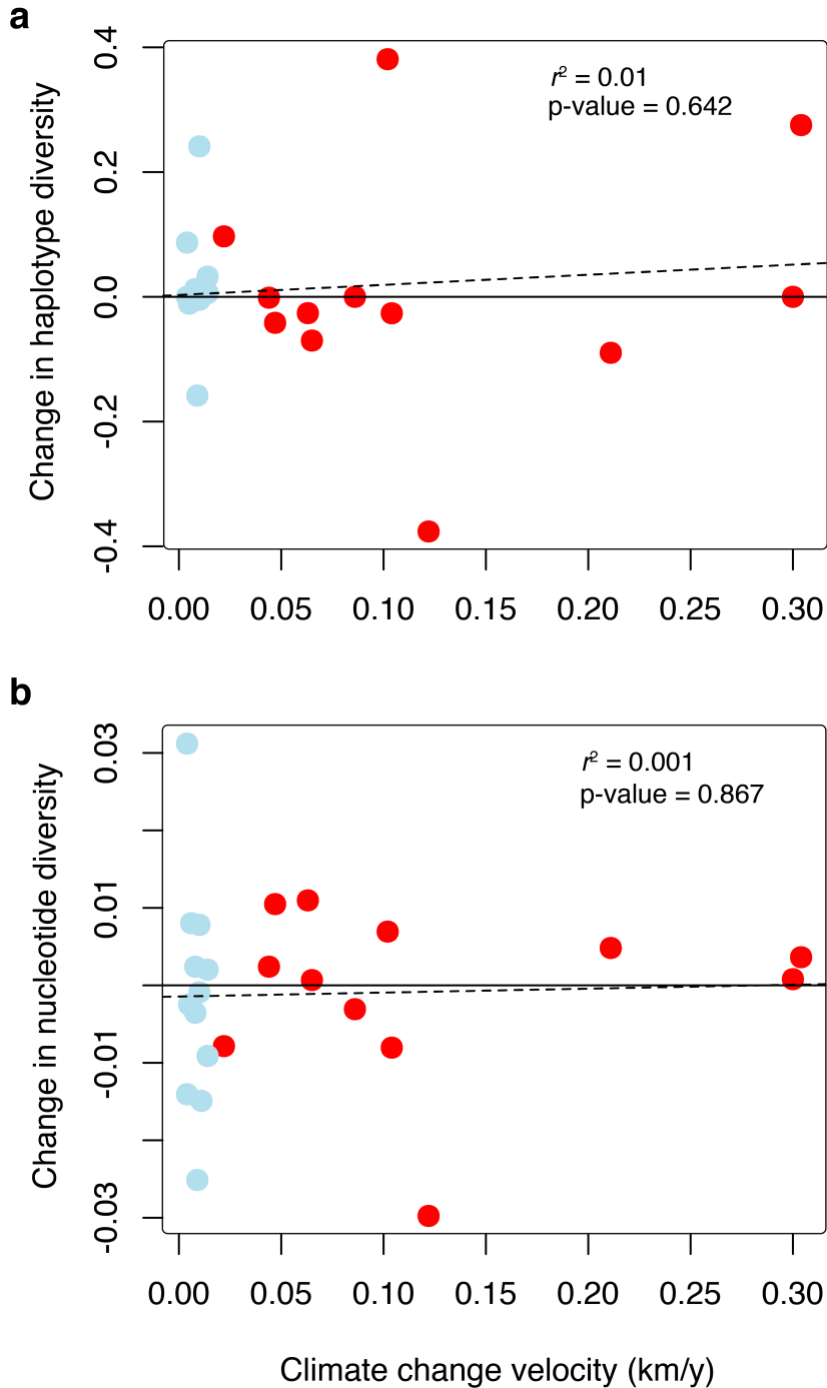 a
0.4
0.2
0.0
-0.2
-0.4
Change in haplotype diversity
r² = 0.01
p-value = 0.642
0.00 0.05 0.10 0.15 0.20 0.25 0.30
b
0.03
0.01
-0.01
-0.03
Change in nucleotide diversity
r² = 0.001
p-value = 0.867
0.00 0.05 0.10 0.15 0.20 0.25 0.30
Climate change velocity (km/y)